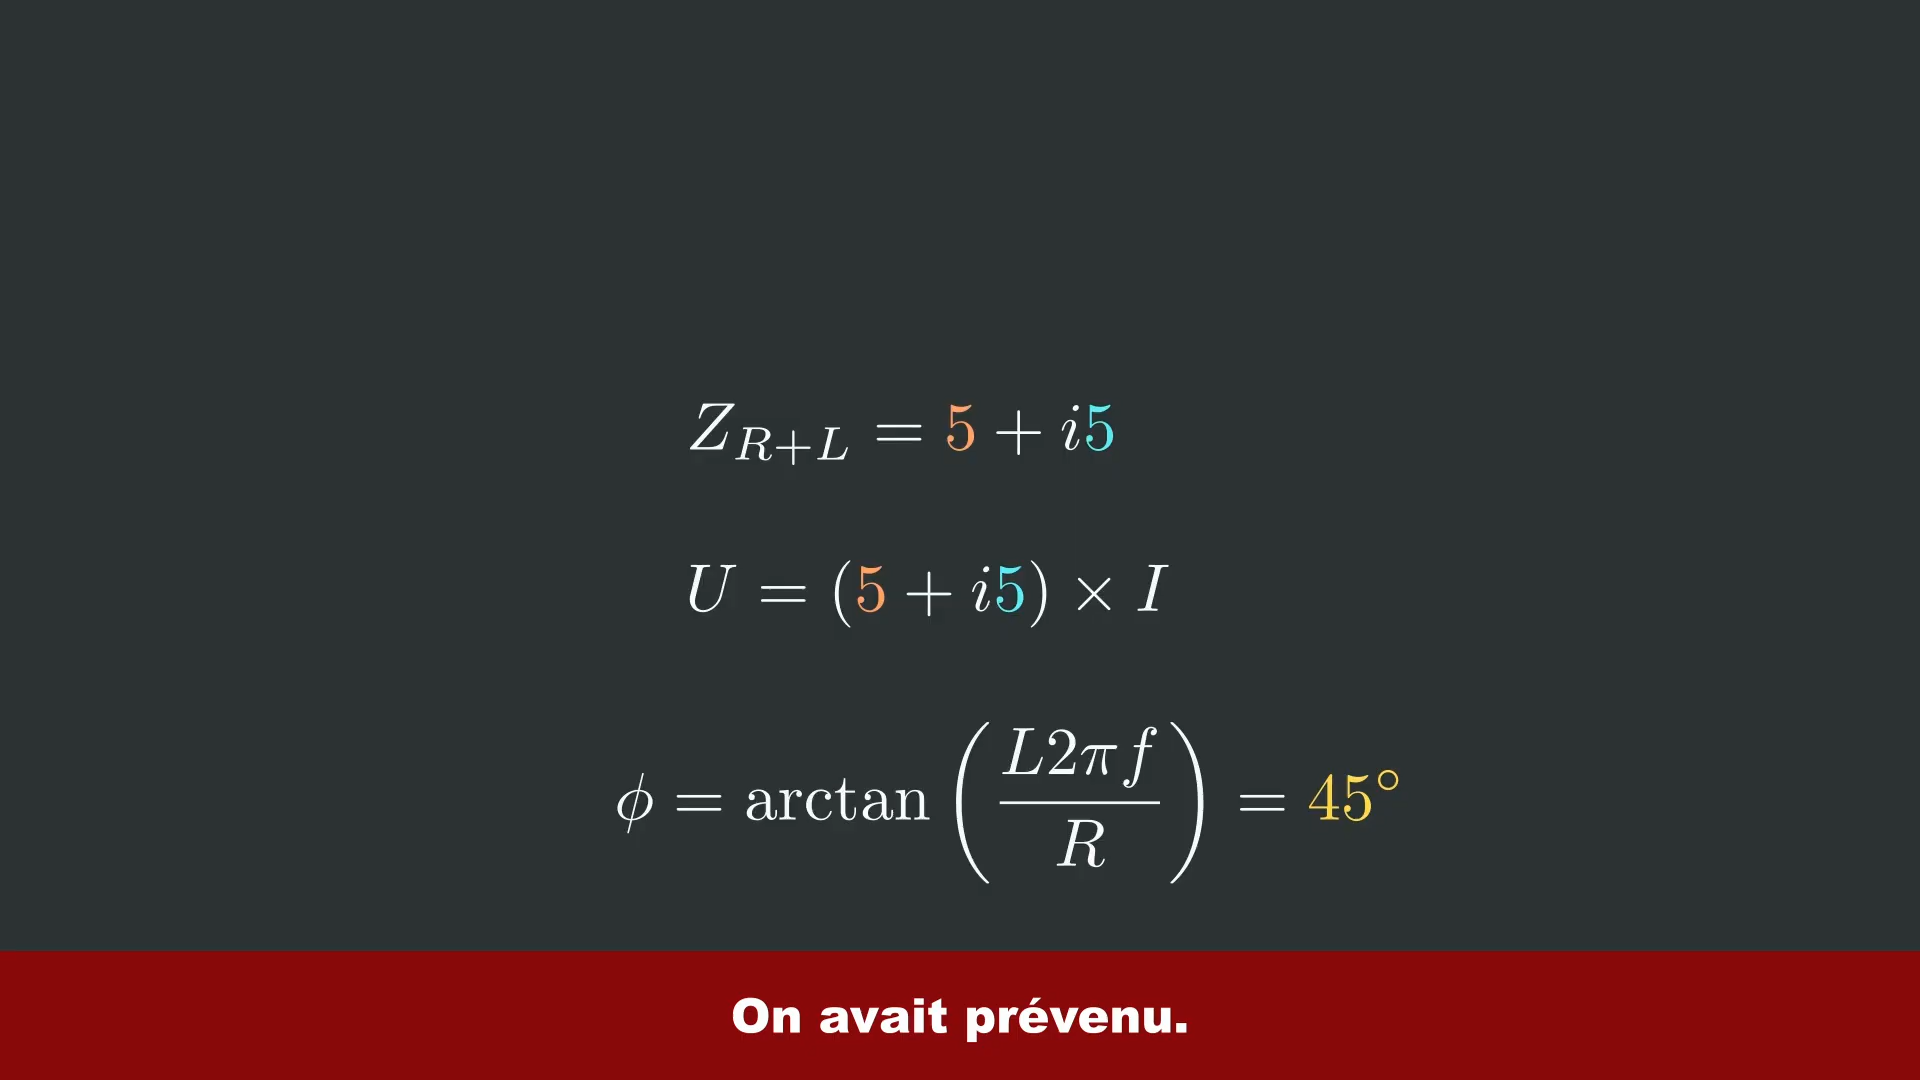 Z_{R+L} = 5 + i5
U = (5 + i5) × I
ϕ = arctan (L2πf / R) = 45°
On avait prévenu.